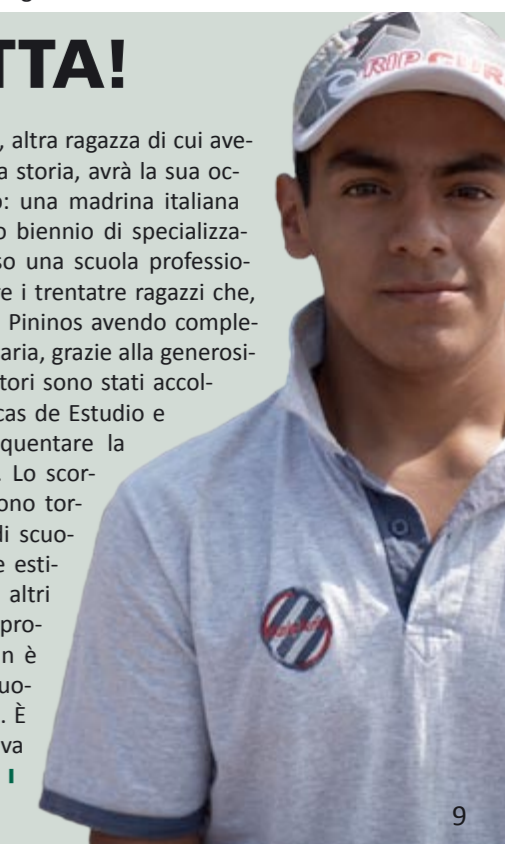 TTA!
RIP CUR
, altra ragazza di cui ave-
a storia, avrà la sua oc-
o: una madrina italiana
o biennio di specializza-
so una scuola professio-
re i trentatre ragazzi che,
Pininos avendo comple-
aria, grazie alla generosi-
tori sono stati accol-
cas de Estudio e
quentare la
. Lo scor-
ono tor-
di scuo-
e esti-
altri
pro-
n è
uo-
. È
va
9